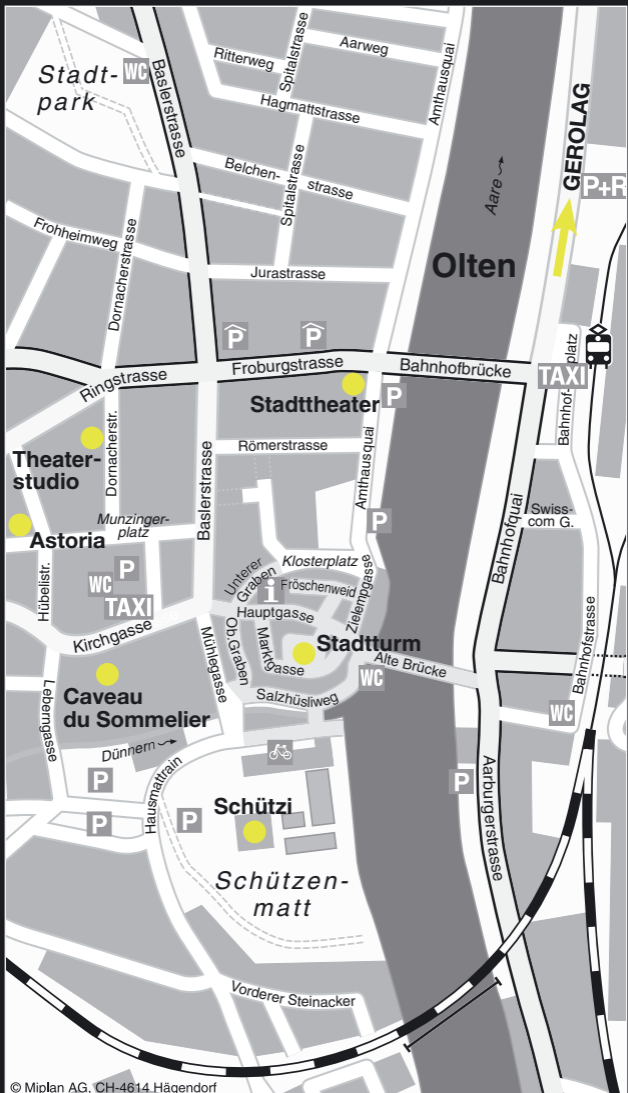 Ritterweg
Spitalstrasse
Aarweg
Amthausquai
Stadt-
park
WC
Baslerstrasse
Hagmattstrasse
GEROLAG
Belchen-
strasse
Spitalstrasse
Aare
P+R
Frohheimweg
Dornacherstrasse
Olten
Jurastrasse
P
P
Bahnhof-
platz
Ringstrasse
Froburgstrasse
Bahnhofbrücke
TAXI
Stadttheater
P
Dornacherstr.
Theater-
studio
Baslerstrasse
Römerstrasse
Amthausquai
Bahnhofquai
Astoria
Munzinger-
platz
P
Swiss-
com G.
Hübelistr.
WC
P
TAXI
Unterer
Graben
Klosterplatz
i
Fröschenweid
Zielempgasse
Hauptgasse
Kirchgasse
Mühlegasse
Ob.Graben
Marktgasse
Stadtturm
Alte Brücke
Bahnhofstrasse
WC
Leberngasse
Caveau
du Sommelier
Salzhüsliweg
WC
Dünnern
P
P
Aarburgerstrasse
P
Hausmattrain
P
Schützi
Schützen-
matt
Vorderer Steinacker
© Miplan AG, CH-4614 Hägendorf